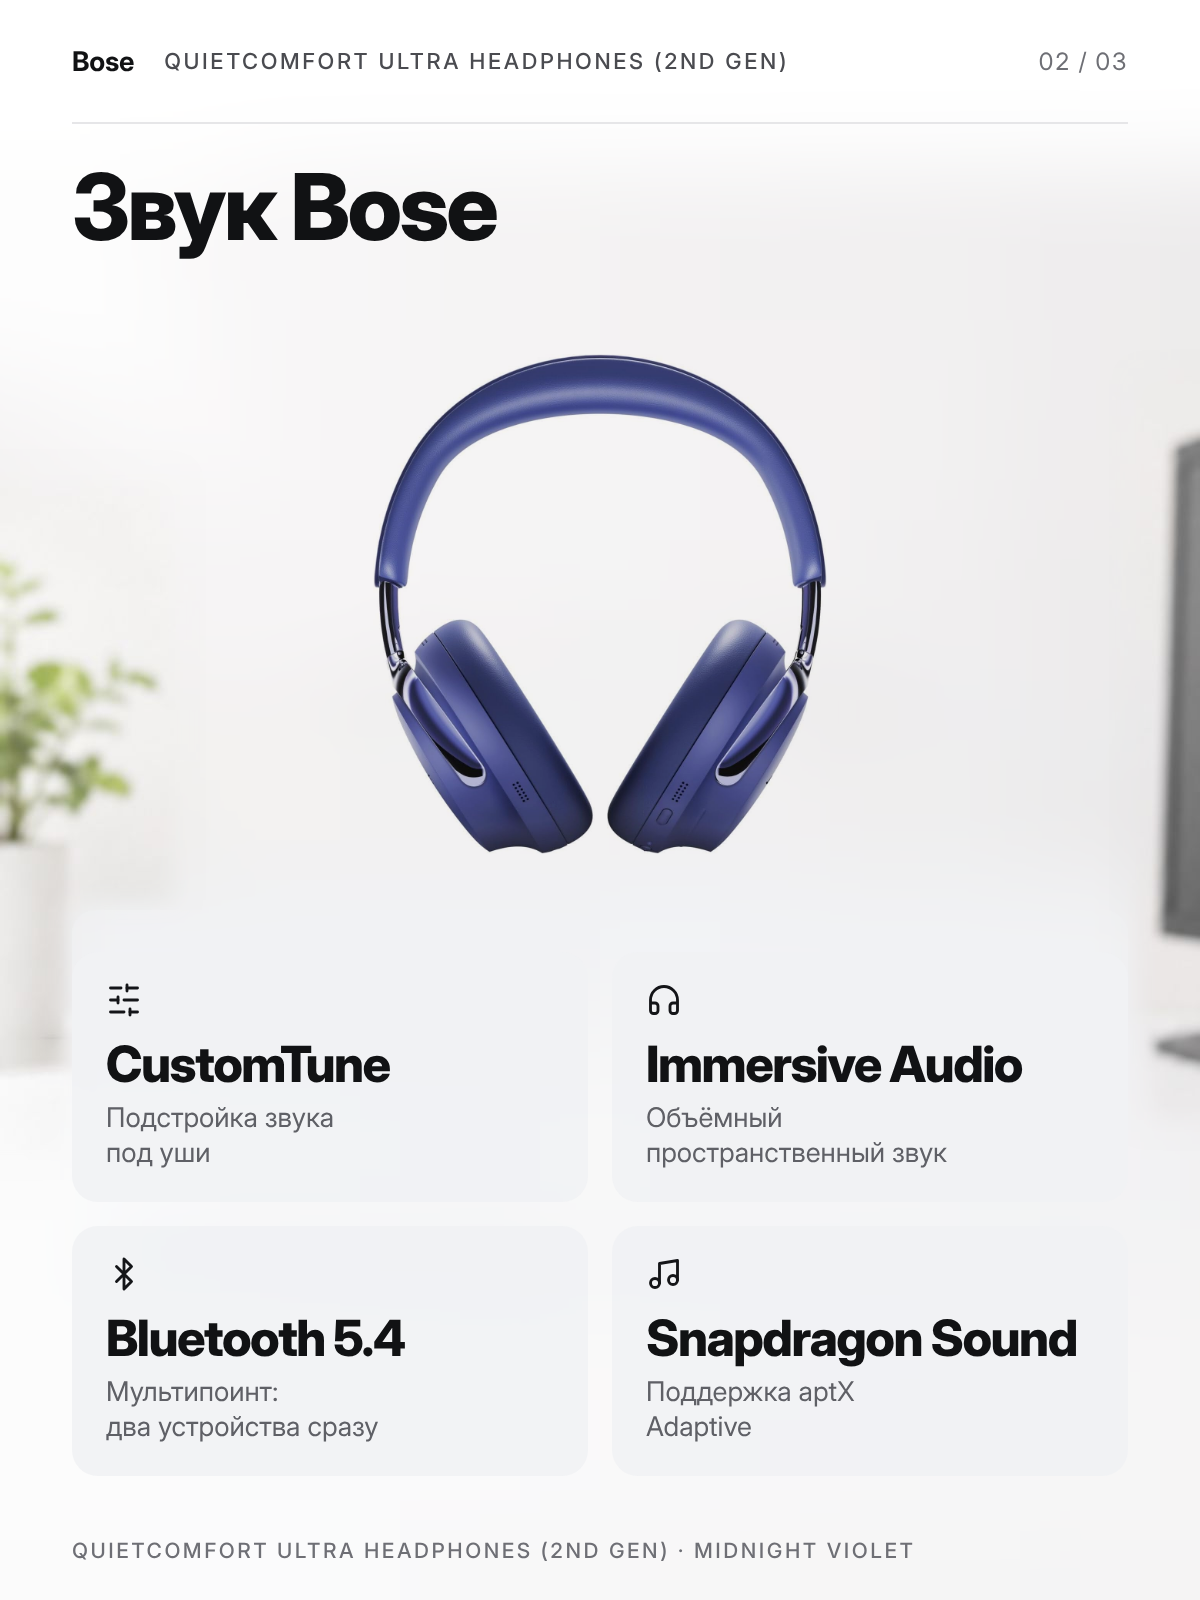 Bose QUIETCOMFORT ULTRA HEADPHONES (2ND GEN) 02 / 03
Звук Bose
CustomTune
Подстройка звука
под уши
Immersive Audio
Объёмный
пространственный звук
Bluetooth 5.4
Мультипоинт:
два устройства сразу
Snapdragon Sound
Поддержка aptX
Adaptive
QUIETCOMFORT ULTRA HEADPHONES (2ND GEN) · MIDNIGHT VIOLET